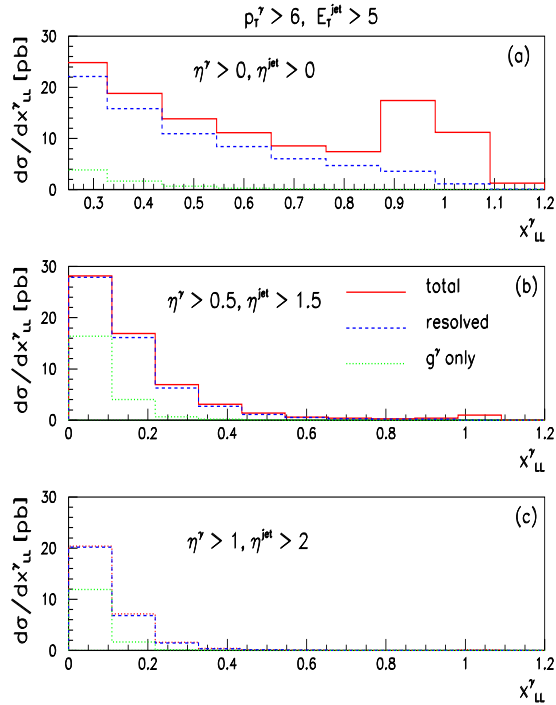 p_T^γ > 6, E_T^jet > 5
dσ/dx^γ_LL [pb]
30
20
10
0
(a)
η^γ > 0, η^jet > 0
0.3 0.4 0.5 0.6 0.7 0.8 0.9 1 1.1 1.2
x^γ_LL
dσ/dx^γ_LL [pb]
30
20
10
0
(b)
η^γ > 0.5, η^jet > 1.5
total
resolved
g^γ only
0 0.2 0.4 0.6 0.8 1 1.2
x^γ_LL
dσ/dx^γ_LL [pb]
30
20
10
0
(c)
η^γ > 1, η^jet > 2
0 0.2 0.4 0.6 0.8 1 1.2
x^γ_LL